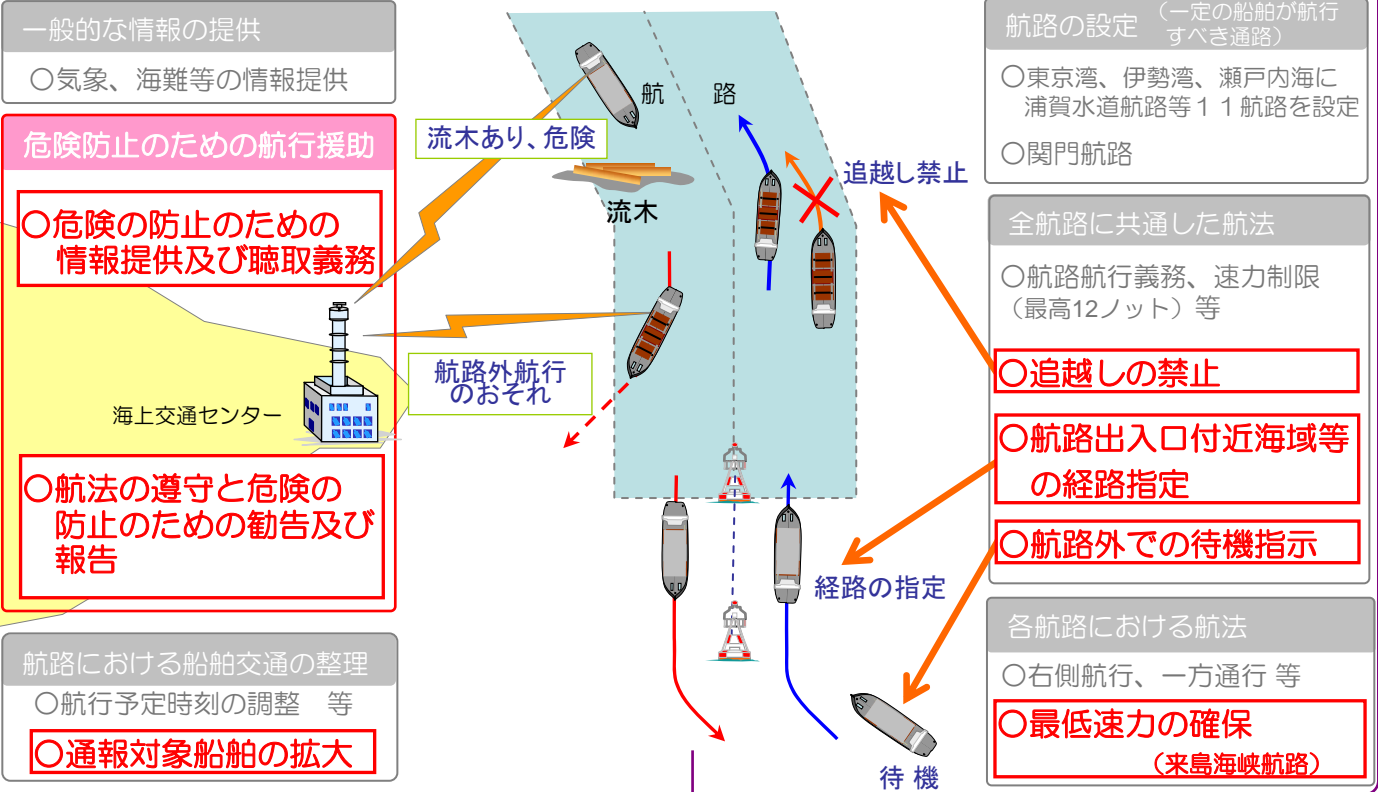 一般的な情報の提供
〇気象、海難等の情報提供
危険防止のための航行援助
〇危険の防止のための
情報提供及び聴取義務
海上交通センター
〇航法の遵守と危険の
防止のための勧告及び
報告
航路における船舶交通の整理
〇航行予定時刻の調整 等
〇通報対象船舶の拡大
航 路
流木あり、危険
流木
追越し禁止
航路外航行
のおそれ
経路の指定
待 機
航路の設定 (一定の船舶が航行
すべき通路)
〇東京湾、伊勢湾、瀬戸内海に
浦賀水道航路等11航路を設定
〇関門航路
全航路に共通した航法
〇航路航行義務、速力制限
(最高12ノット)等
〇追越しの禁止
〇航路出入口付近海域等
の経路指定
〇航路外での待機指示
各航路における航法
〇右側航行、一方通行 等
〇最低速力の確保
(来島海峡航路)